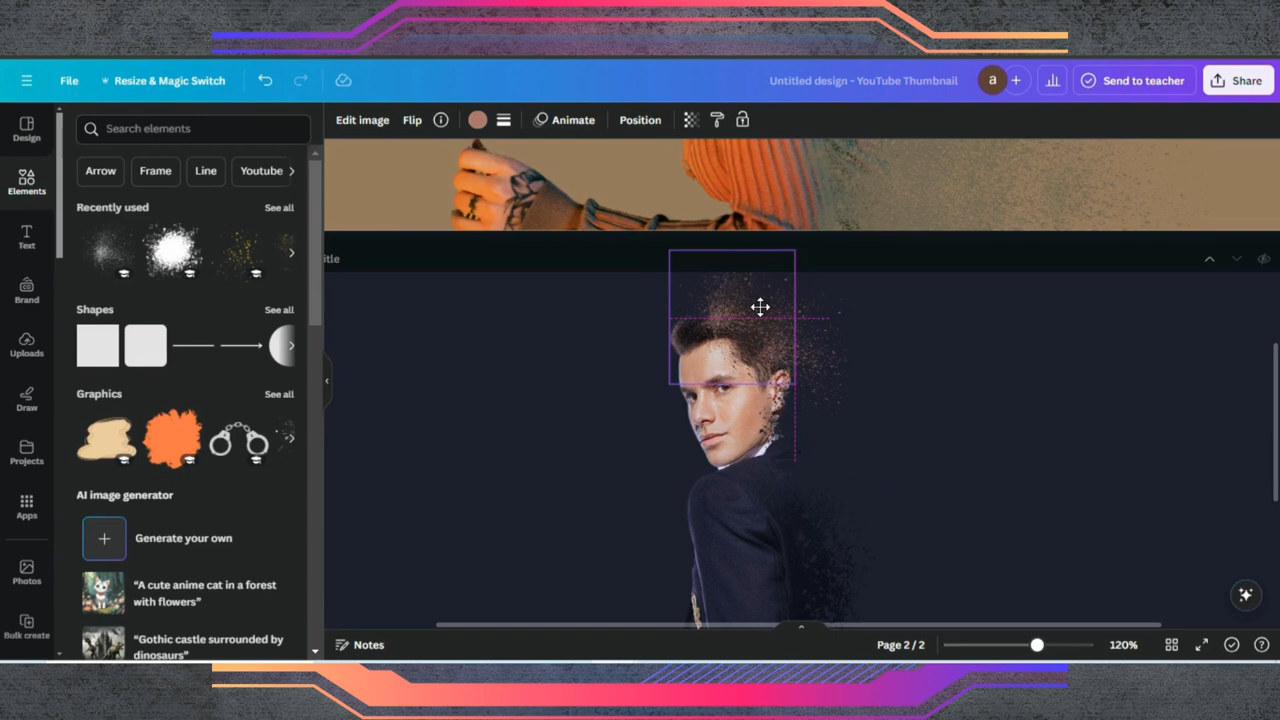 File
Resize & Magic Switch
Untitled design - YouTube Thumbnail
a
+
Send to teacher
Share
Design
Elements
Text
Brand
Uploads
Draw
Projects
Apps
Photos
Bulk create
Search elements
Arrow
Frame
Line
Youtube
Recently used
See all
Shapes
See all
Graphics
See all
AI image generator
Generate your own
“A cute anime cat in a forest
with flowers”
“Gothic castle surrounded by
dinosaurs”
Edit image
Flip
Animate
Position
itle
Notes
Page 2 / 2
120%